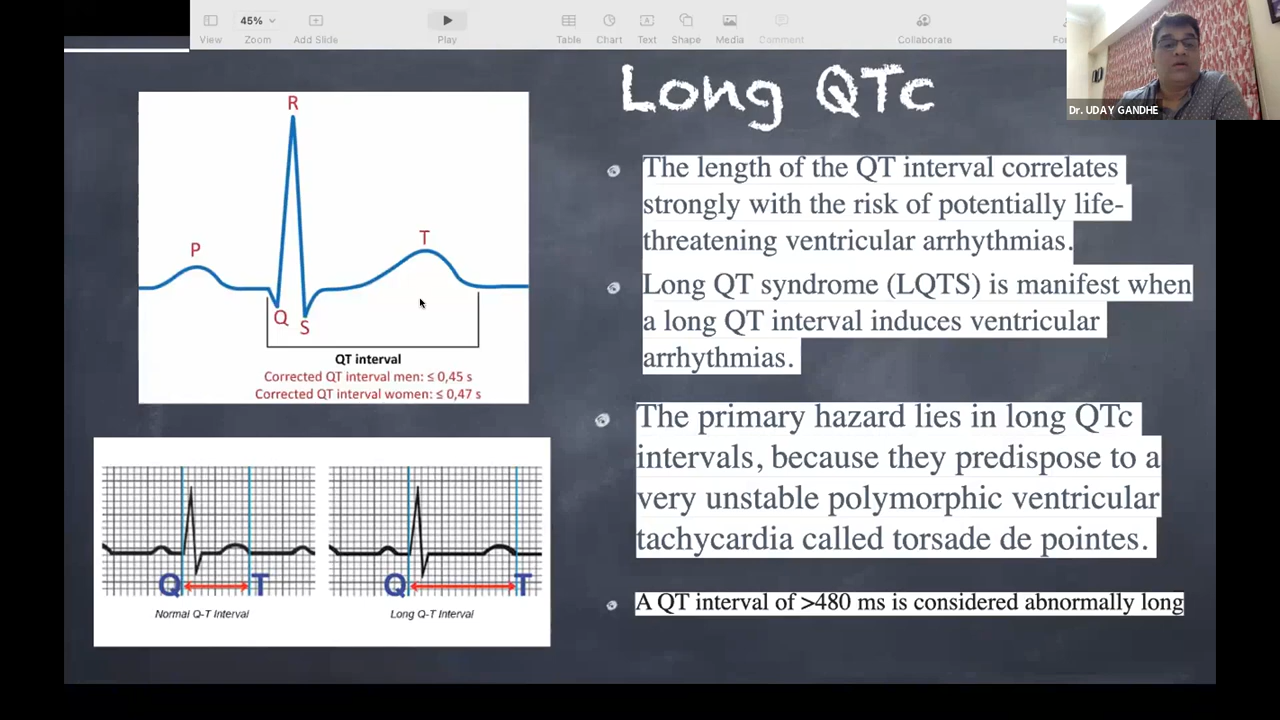 45%
View
Zoom
Add Slide
Play
Table
Chart
Text
Shape
Media
Comment
Collaborate
Dr. UDAY GANDHE
Long QTc
R
P
T
Q
S
QT interval
Corrected QT interval men: ≤ 0,45 s
Corrected QT interval women: ≤ 0,47 s
Q T
Normal Q-T Interval
Q T
Long Q-T Interval
The length of the QT interval correlates
strongly with the risk of potentially life-
threatening ventricular arrhythmias.
Long QT syndrome (LQTS) is manifest when
a long QT interval induces ventricular
arrhythmias.
The primary hazard lies in long QTc
intervals, because they predispose to a
very unstable polymorphic ventricular
tachycardia called torsade de pointes.
A QT interval of >480 ms is considered abnormally long